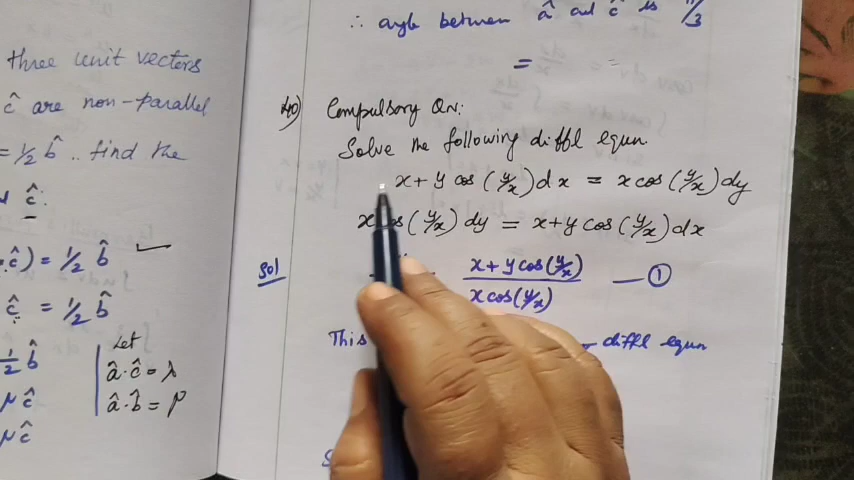 three unit vectors
ĉ are non-parallel
= 1/2 b̂ .. find the
ĉ:
ĉ) = 1/2 b̂
ĉ = 1/2 b̂
1/2 b̂
μĉ
μĉ
Let
â.ĉ = λ
â.b̂ = μ
∴ angle between â and ĉ is π/3
=
40) Compulsory Qn:
Solve the following diffl equn.
x + y cos (y/x) dx = x cos (y/x) dy
(y/x) dy = x + y cos (y/x) dx
Sol
x + y cos (y/x)
x cos (y/x)
— ①
This diffl equn